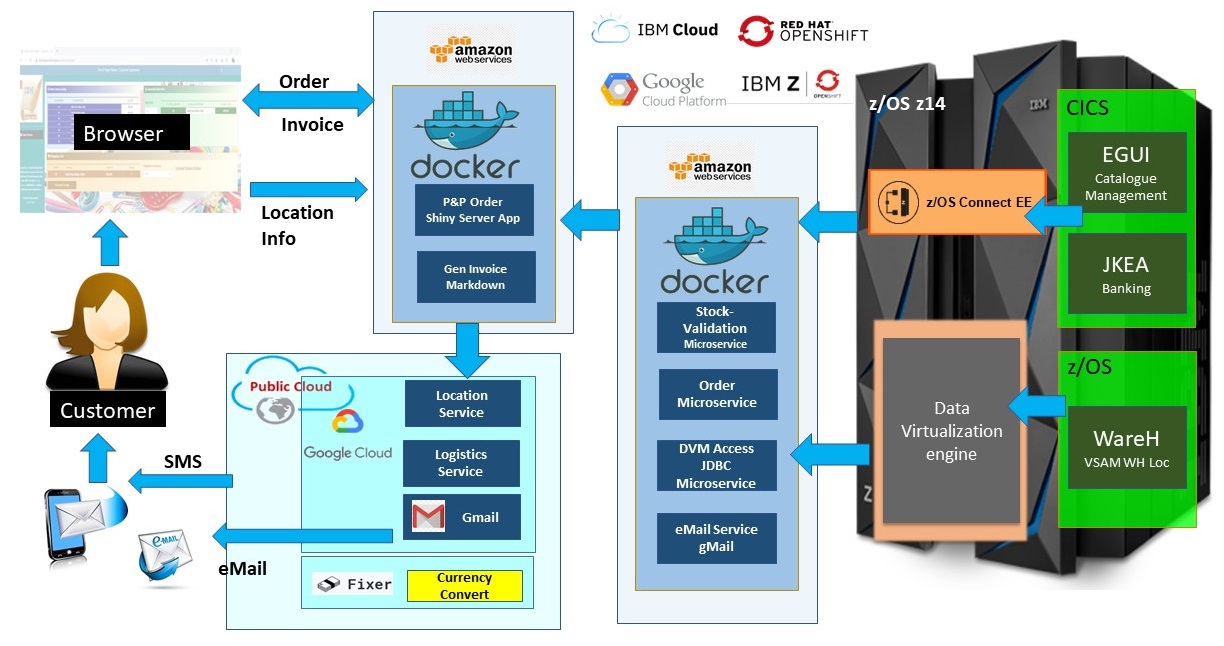 IBM Cloud
RED HAT®
OPENSHIFT
Google
Cloud Platform
IBM Z
OPENSHIFT
amazon
web services
docker
P&P Order
Shiny Server App
Gen Invoice
Markdown
Browser
Order
Invoice
Location
Info
Customer
SMS
eMail
e-MAIL
Public Cloud
Google Cloud
Location
Service
Logistics
Service
Gmail
Fixer
Currency
Convert
amazon
web services
docker
Stock-
Validation
Microservice
Order
Microservice
DVM Access
JDBC
Microservice
eMail Service
gMail
z/OS z14
IBM
z/OS Connect EE
CICS
EGUI
Catalogue
Management
JKEA
Banking
Data
Virtualization
engine
z/OS
WareH
VSAM WH Loc
Z